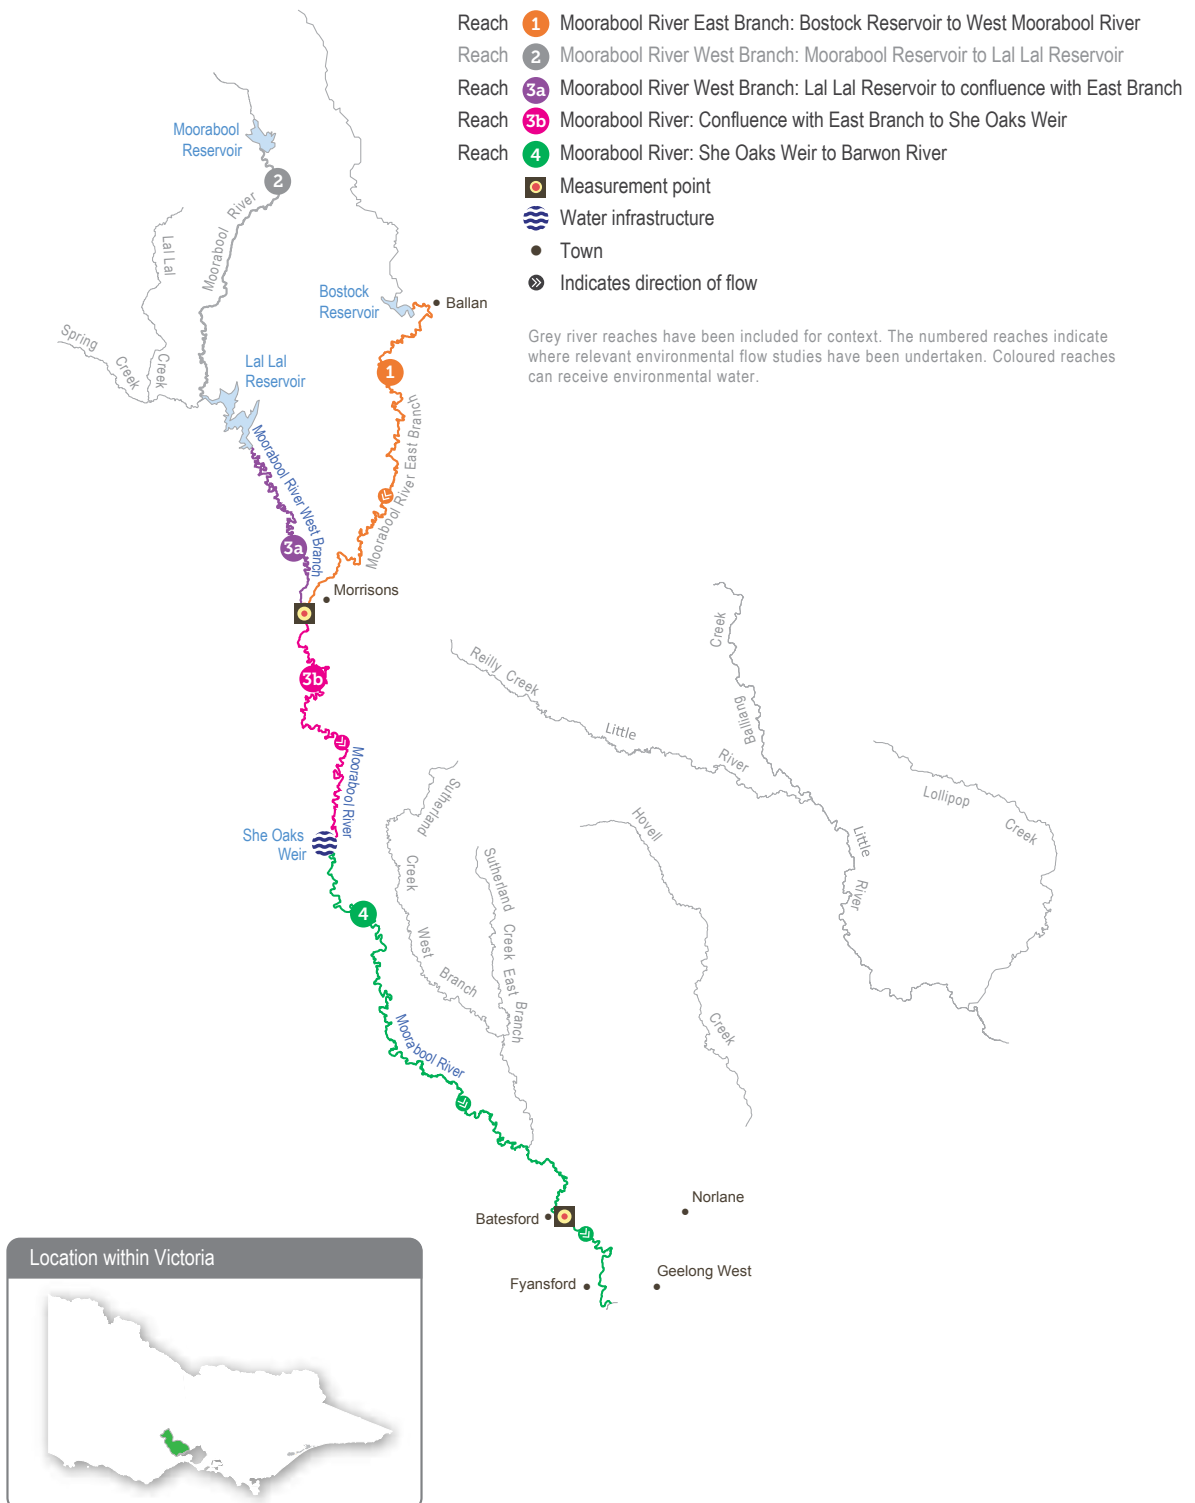 Reach 1 Moorabool River East Branch: Bostock Reservoir to West Moorabool River
Reach 2 Moorabool River West Branch: Moorabool Reservoir to Lal Lal Reservoir
Reach 3a Moorabool River West Branch: Lal Lal Reservoir to confluence with East Branch
Reach 3b Moorabool River: Confluence with East Branch to She Oaks Weir
Reach 4 Moorabool River: She Oaks Weir to Barwon River
Measurement point
Water infrastructure
Town
Indicates direction of flow
Grey river reaches have been included for context. The numbered reaches indicate
where relevant environmental flow studies have been undertaken. Coloured reaches
can receive environmental water.
Moorabool
Reservoir
2
Moorabool River
Lal Lal
Creek
Spring
Creek
Bostock
Reservoir
Ballan
Lal Lal
Reservoir
1
Moorabool River East Branch
Moorabool River West Branch
3a
Morrisons
3b
Moorabool River
She Oaks
Weir
4
Moorabool River
Sutherland
Creek
West
Branch
Sutherland
Creek East
Branch
Reilly Creek
Little
River
Creek
Balliang
Hovell
Creek
Lollipop
Creek
Little
River
Batesford
Norlane
Fyansford
Geelong West
Location within Victoria